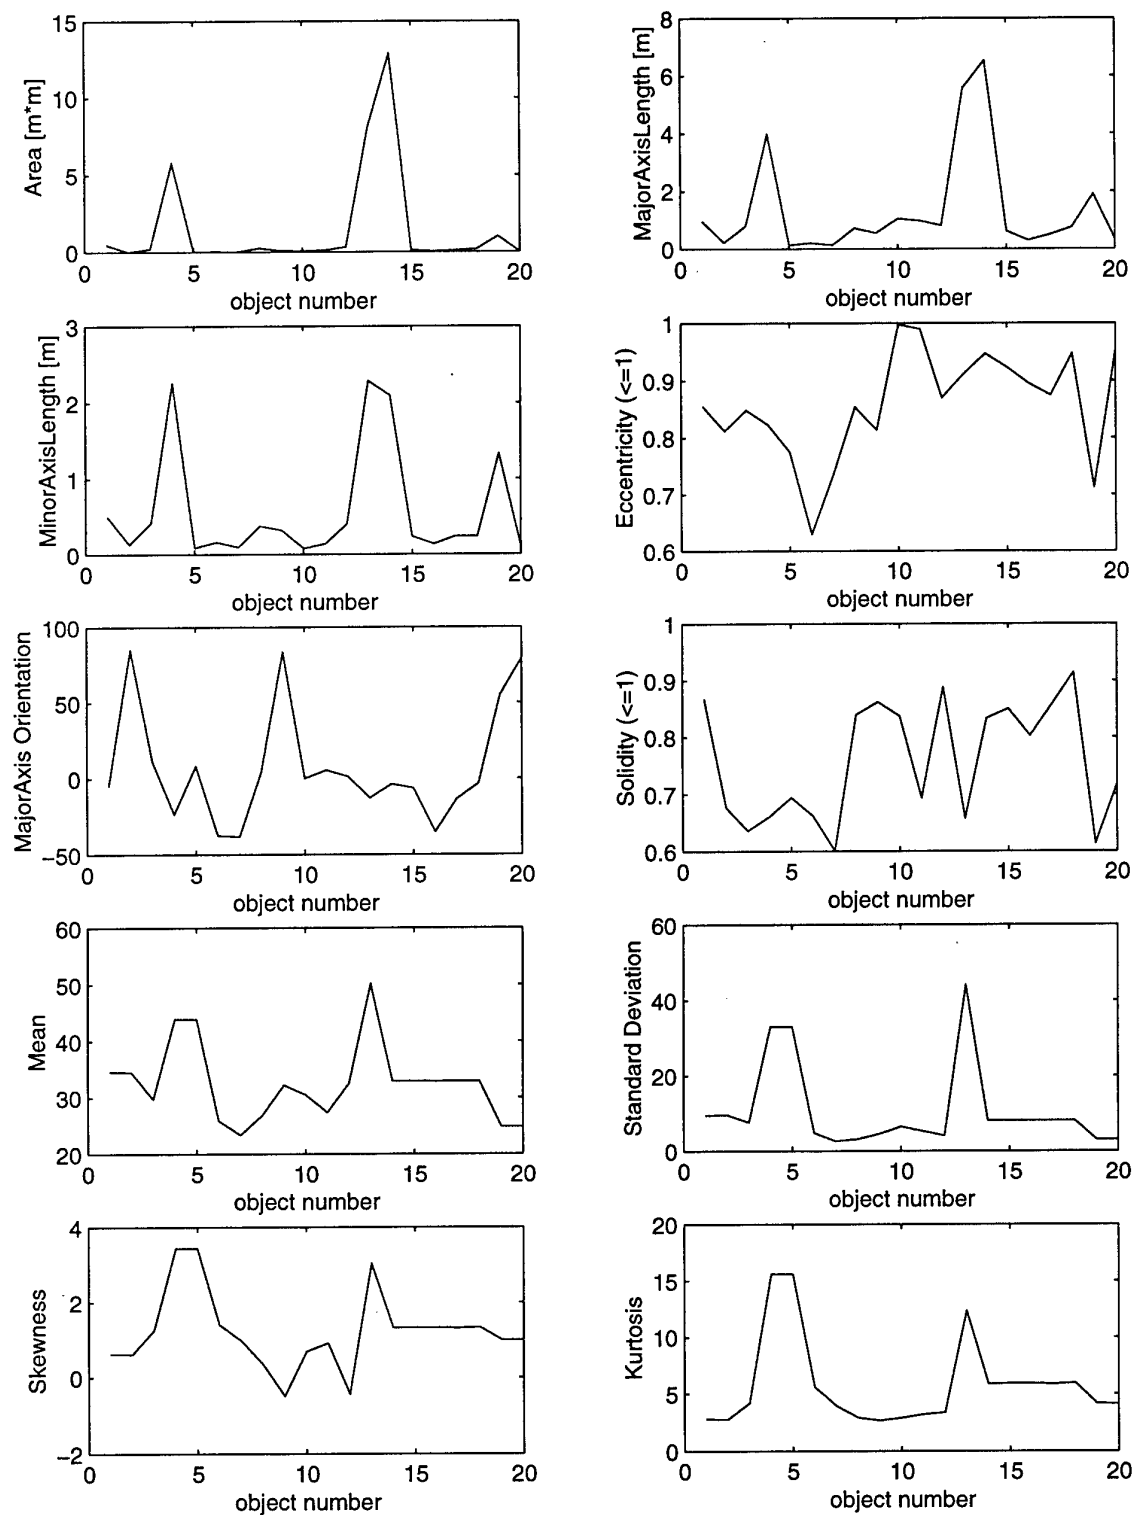 15
10
5
0
Area [m*m]
0 5 10 15 20
object number
8
6
4
2
0
MajorAxisLength [m]
0 5 10 15 20
object number
3
2
1
0
MinorAxisLength [m]
0 5 10 15 20
object number
1
0.9
0.8
0.7
0.6
Eccentricity (<=1)
0 5 10 15 20
object number
100
50
0
−50
MajorAxis Orientation
0 5 10 15 20
object number
1
0.9
0.8
0.7
0.6
Solidity (<=1)
0 5 10 15 20
object number
60
50
40
30
20
Mean
0 5 10 15 20
object number
60
40
20
0
Standard Deviation
0 5 10 15 20
object number
4
2
0
−2
Skewness
0 5 10 15 20
object number
20
15
10
5
0
Kurtosis
0 5 10 15 20
object number